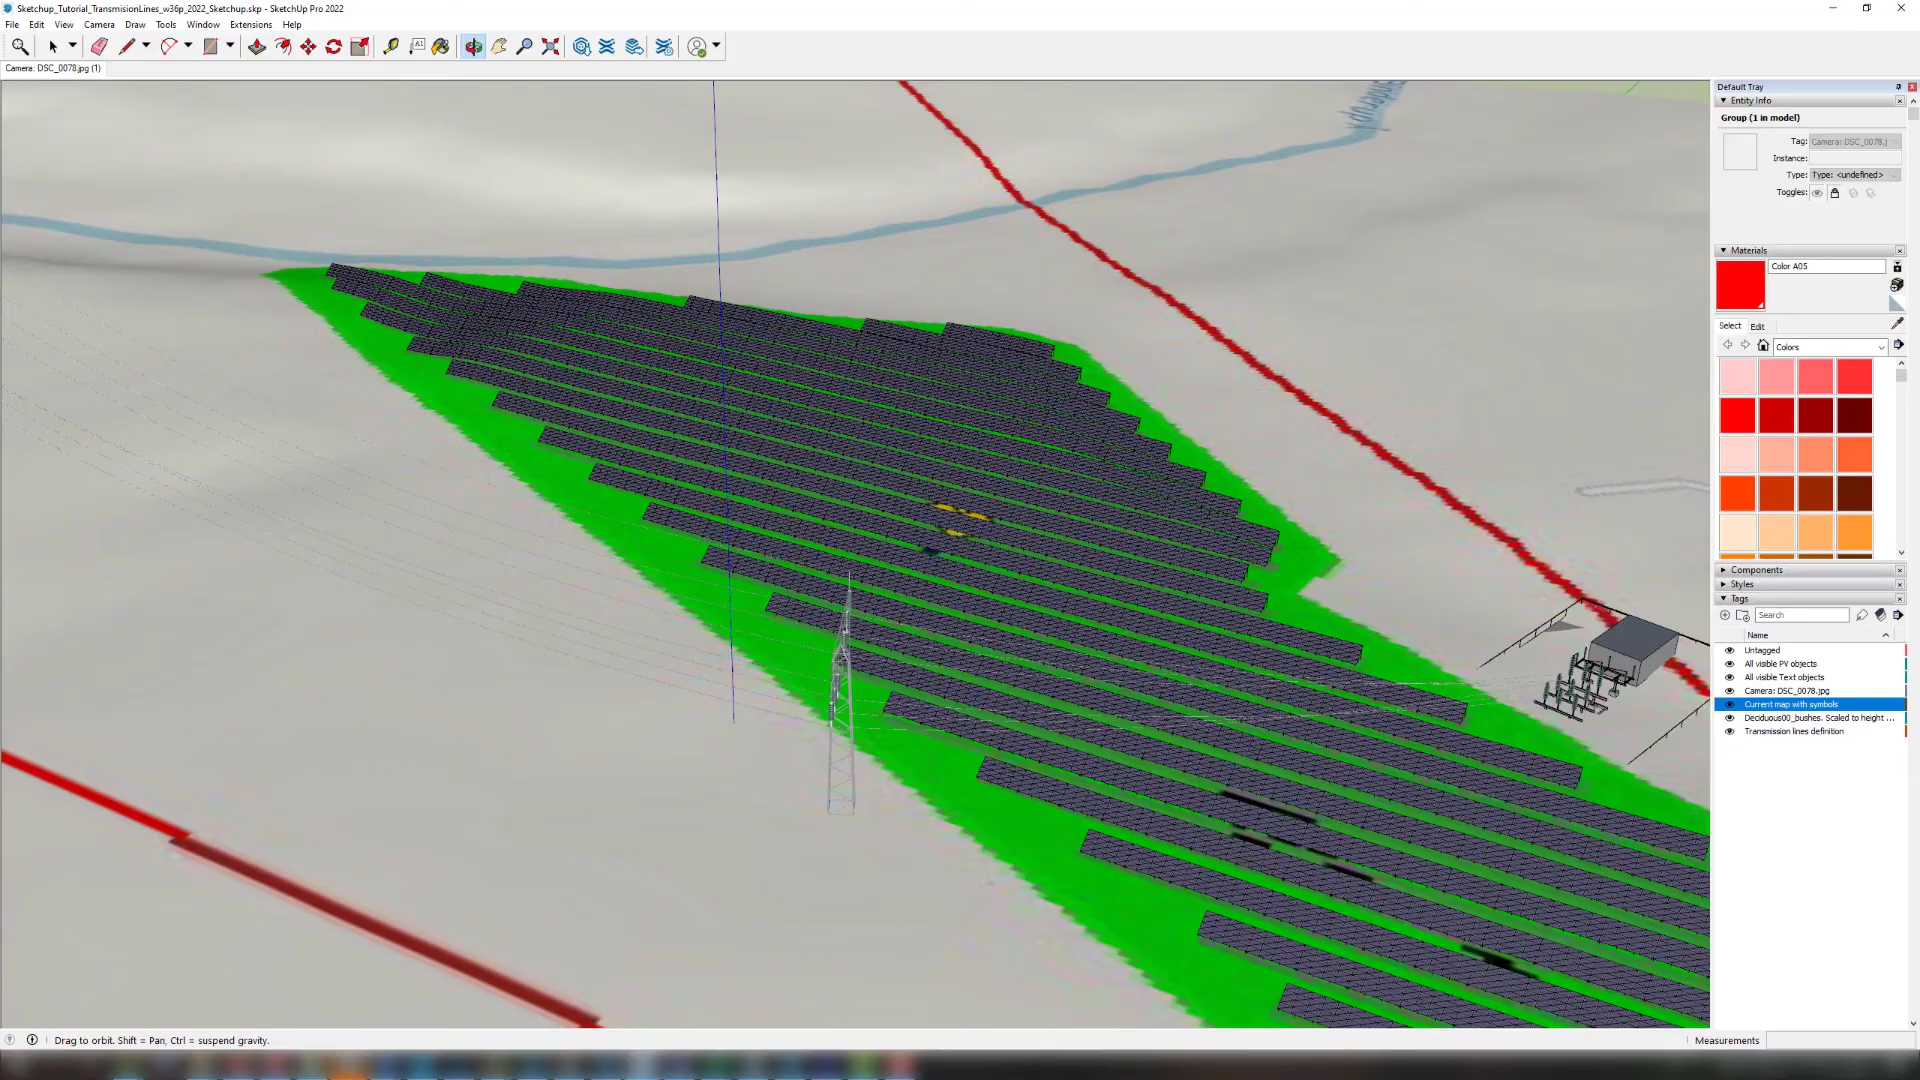 Sketchup_Tutorial_TransmisionLines_w36p_2022_Sketchup.skp - SketchUp Pro 2022
File Edit View Camera Draw Tools Window Extensions Help
A1
Camera: DSC_0078.jpg (1)
Default Tray
Entity Info
Group (1 in model)
Tag: Camera: DSC_0078.j
Instance:
Type: Type: <undefined>
Toggles:
Materials
Color A05
Select Edit
Colors
Components
Styles
Tags
Search
Name
Untagged
All visible PV objects
All visible Text objects
Camera: DSC_0078.jpg
Current map with symbols
Deciduous00_bushes. Scaled to height ...
Transmission lines definition
Drag to orbit. Shift = Pan, Ctrl = suspend gravity.
Measurements